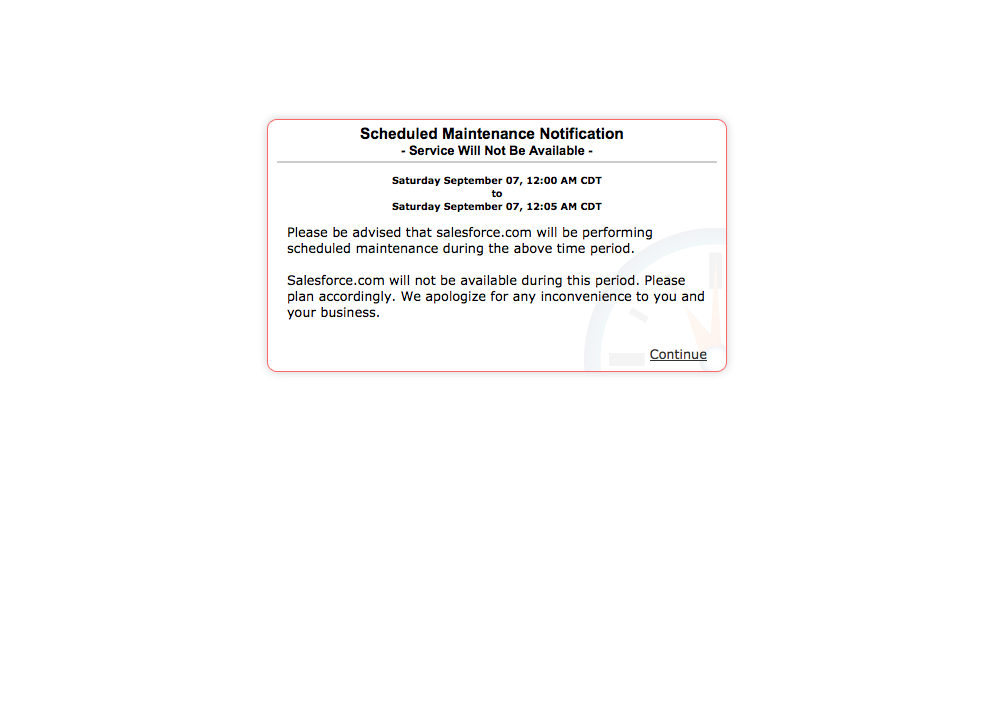 Scheduled Maintenance Notification
- Service Will Not Be Available -
Saturday September 07, 12:00 AM CDT
to
Saturday September 07, 12:05 AM CDT
Please be advised that salesforce.com will be performing
scheduled maintenance during the above time period.
Salesforce.com will not be available during this period. Please
plan accordingly. We apologize for any inconvenience to you and
your business.
Continue